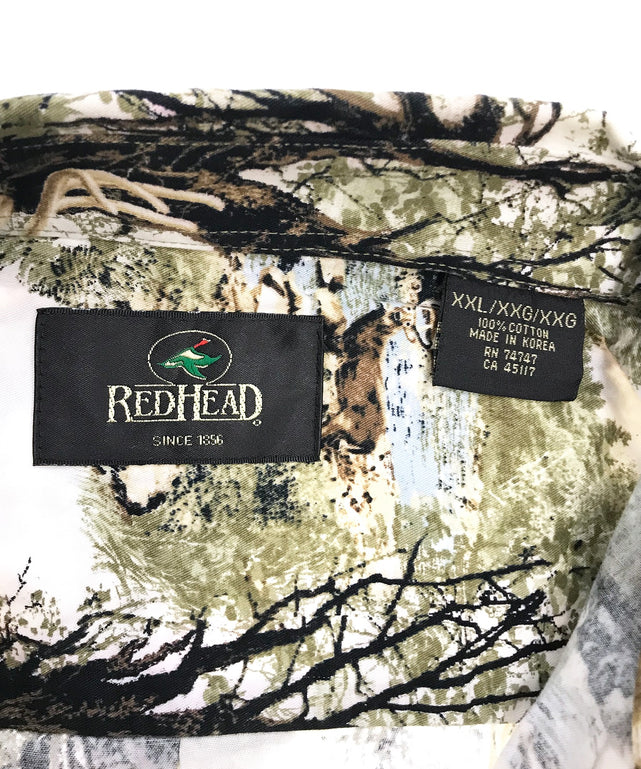 REDHEAD®
SINCE 1856
XXL/XXG/XXG
100% COTTON
MADE IN KOREA
RN 74747
CA 45117